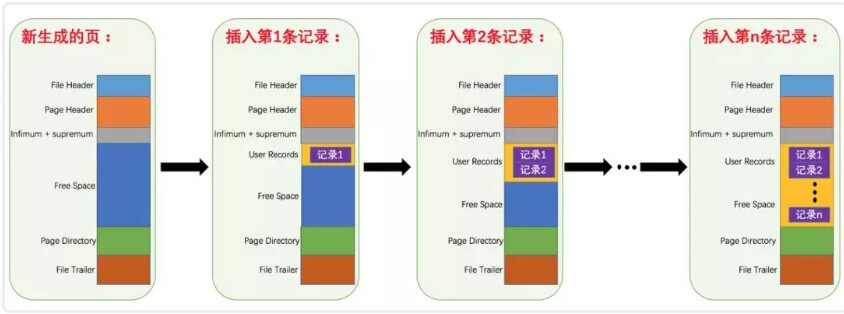 新生成的页：
File Header
Page Header
Infimum + supremum
Free Space
Page Directory
File Trailer
插入第1条记录：
File Header
Page Header
Infimum + supremum
User Records
记录1
Free Space
Page Directory
File Trailer
插入第2条记录：
File Header
Page Header
Infimum + supremum
User Records
记录1
记录2
Free Space
Page Directory
File Trailer
插入第n条记录：
File Header
Page Header
Infimum + supremum
User Records
记录1
记录2
Free Space
记录n
Page Directory
File Trailer